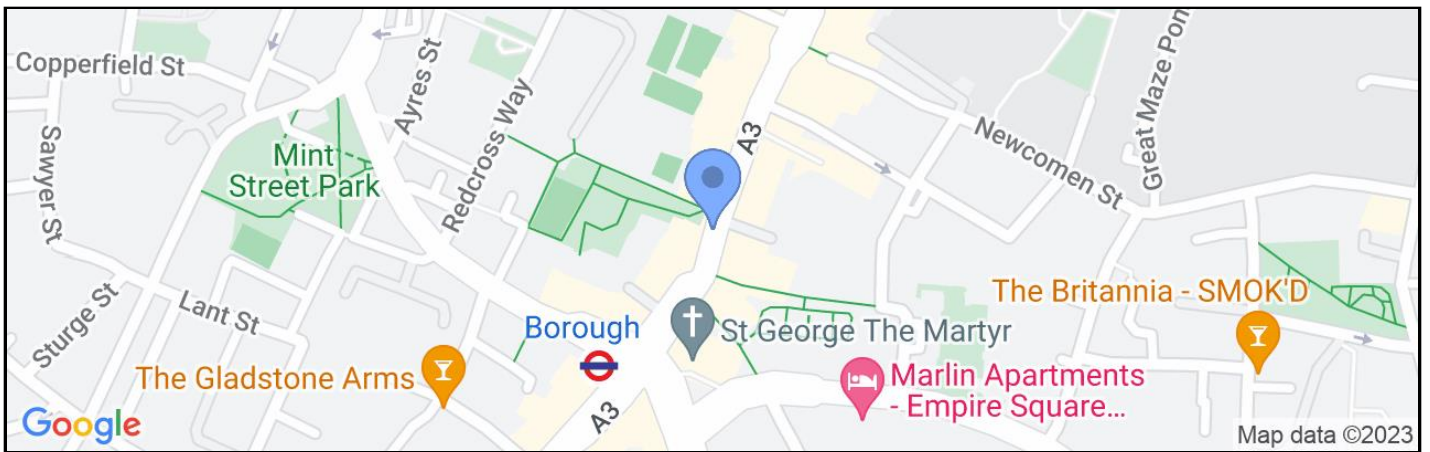 Copperfield St
Ayres St
Redcross Way
A3
Great Maze Pon
Newcomen St
Sawyer St
Mint
Street Park
Sturge St
Lant St
The Britannia - SMOK'D
Borough
St George The Martyr
The Gladstone Arms
Marlin Apartments
- Empire Square...
A3
Google
Map data ©2023